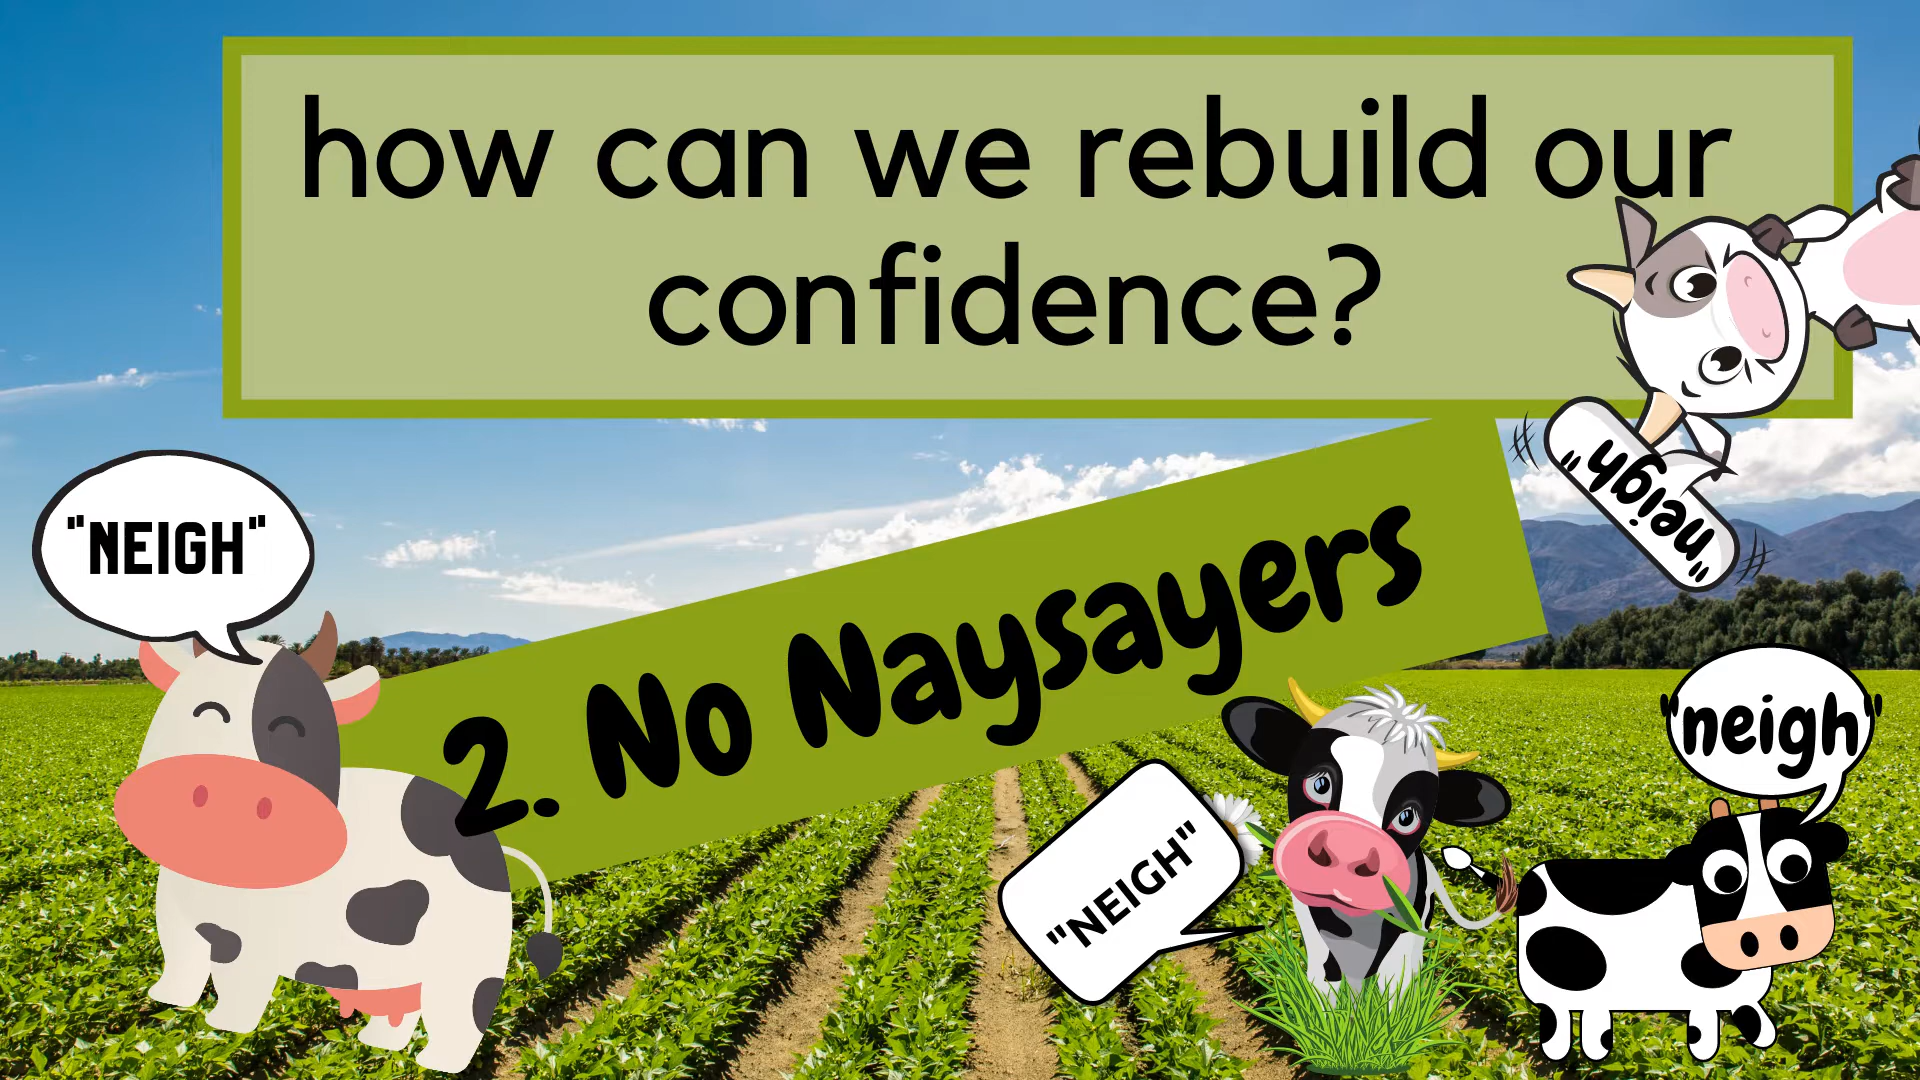 how can we rebuild our
confidence?
"neigh"
"NEIGH"
2. No Naysayers
"neigh"
"NEIGH"